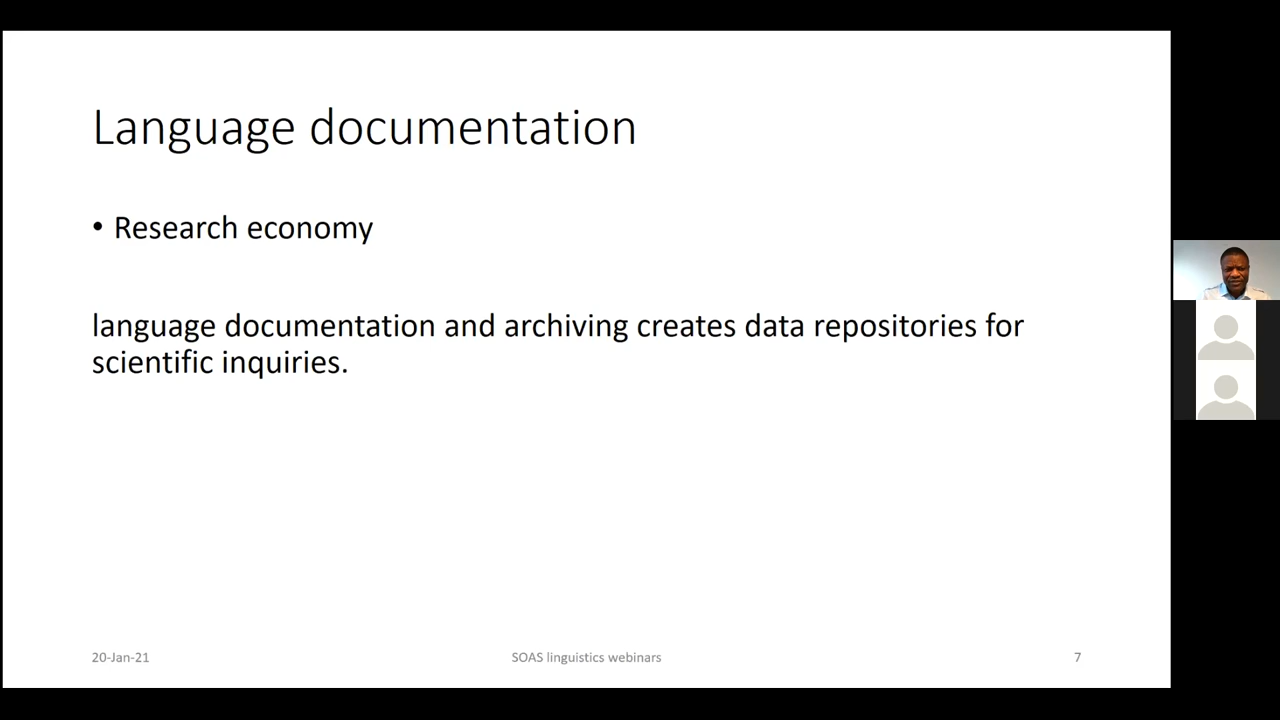 Language documentation
• Research economy
language documentation and archiving creates data repositories for
scientific inquiries.
20-Jan-21
SOAS linguistics webinars
7